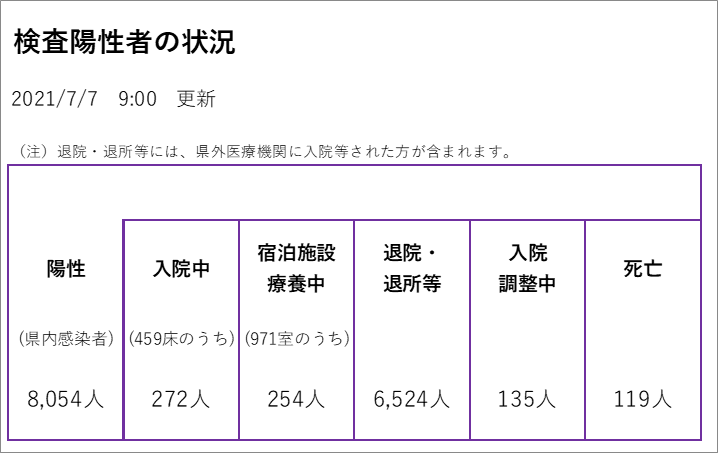 検査陽性者の状況
2021/7/7　9:00　更新
（注）退院・退所等には、県外医療機関に入院等された方が含まれます。
陽性
(県内感染者)
8,054人
入院中
(459床のうち)
272人
宿泊施設
療養中
(971室のうち)
254人
退院・
退所等
6,524人
入院
調整中
135人
死亡
119人